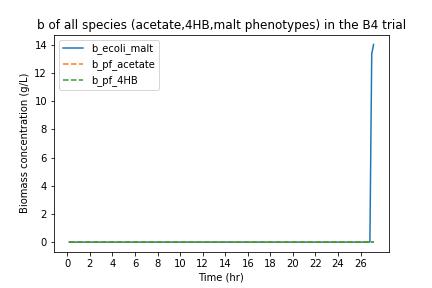 b of all species (acetate,4HB,malt phenotypes) in the B4 trial
14
12
10
8
6
4
2
0
Biomass concentration (g/L)
b_ecoli_malt
b_pf_acetate
b_pf_4HB
0 2 4 6 8 10 12 14 16 18 20 22 24 26
Time (hr)